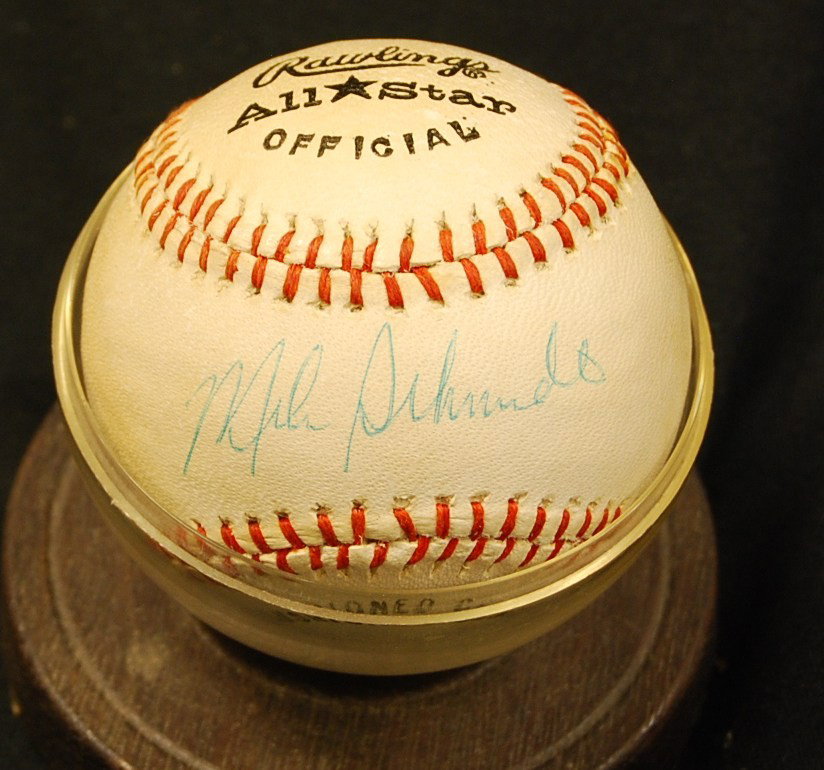 Rawlings
All★Star
OFFICIAL
Mike Schmidt